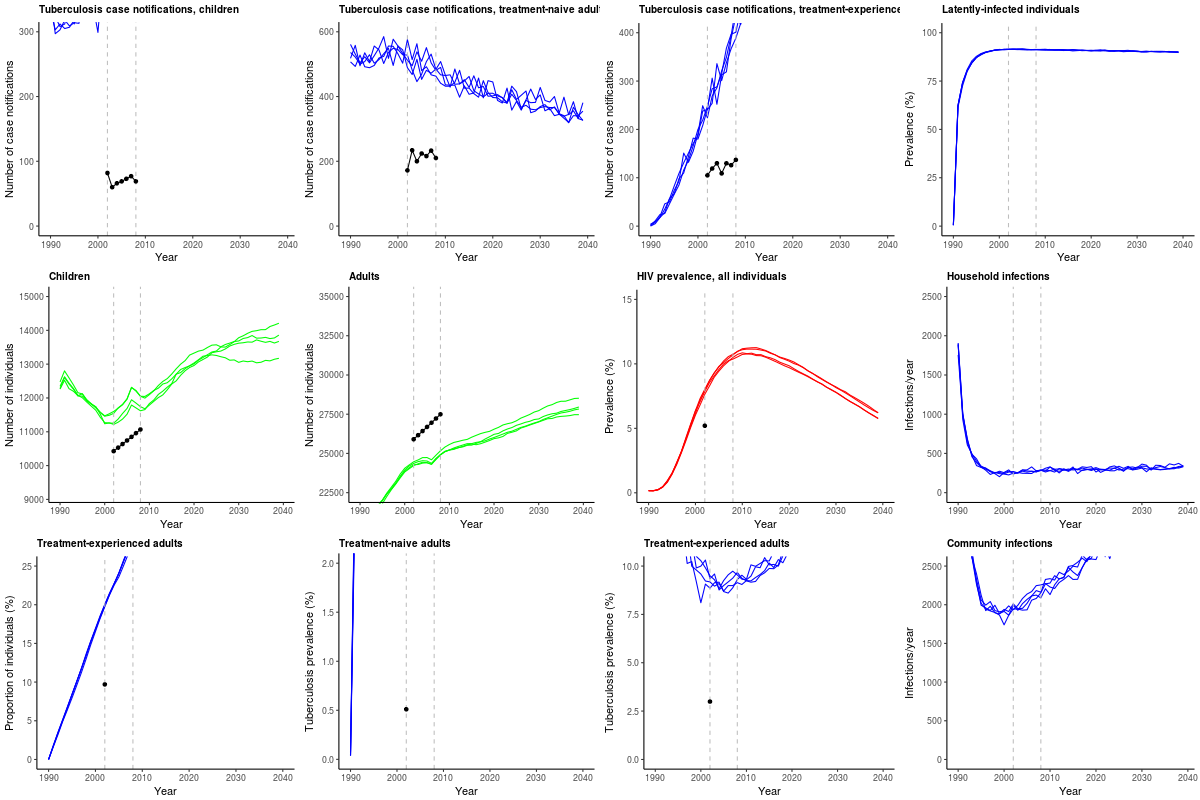 Tuberculosis case notifications, children
Number of case notifications
300
200
100
0
1990 2000 2010 2020 2030 2040
Year
Tuberculosis case notifications, treatment-naive adul
Number of case notifications
600
400
200
0
1990 2000 2010 2020 2030 2040
Year
Tuberculosis case notifications, treatment-experience
Number of case notifications
400
300
200
100
0
1990 2000 2010 2020 2030 2040
Year
Latently-infected individuals
Prevalence (%)
100
75
50
25
0
1990 2000 2010 2020 2030 2040
Year
Children
Number of individuals
15000
14000
13000
12000
11000
10000
9000
1990 2000 2010 2020 2030 2040
Year
Adults
Number of individuals
35000
32500
30000
27500
25000
22500
1990 2000 2010 2020 2030 2040
Year
HIV prevalence, all individuals
Prevalence (%)
15
10
5
0
1990 2000 2010 2020 2030 2040
Year
Household infections
Infections/year
2500
2000
1500
1000
500
0
1990 2000 2010 2020 2030 2040
Year
Treatment-experienced adults
Proportion of individuals (%)
25
20
15
10
5
0
1990 2000 2010 2020 2030 2040
Year
Treatment-naive adults
Tuberculosis prevalence (%)
2.0
1.5
1.0
0.5
0.0
1990 2000 2010 2020 2030 2040
Year
Treatment-experienced adults
Tuberculosis prevalence (%)
10.0
7.5
5.0
2.5
0.0
1990 2000 2010 2020 2030 2040
Year
Community infections
Infections/year
2500
2000
1500
1000
500
0
1990 2000 2010 2020 2030 2040
Year